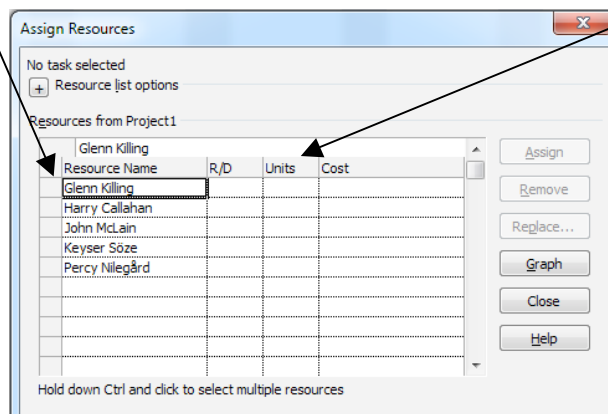 Assign Resources
No task selected
+ Resource list options
Resources from Project1
Glenn Killing
Resource Name R/D Units Cost
Glenn Killing
Harry Callahan
John McLain
Keyser Söze
Percy Nilegård
Assign
Remove
Replace...
Graph
Close
Help
Hold down Ctrl and click to select multiple resources